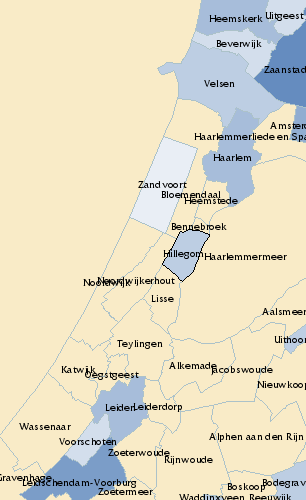 Heemskerk
Uitgeest
Beverwijk
Zaanstad
Velsen
Amster
Haarlemmerliede en Spa
Haarlem
Zandvoort
Bloemendaal
Heemstede
Bennebroek
Hillegom
Haarlemmermeer
Noordwijkerhout
Noordwijk
Lisse
Aalsmeer
Uithoor
Teylingen
Alkemade
Jacobswoude
Katwijk
Oegstgeest
Nieuwkoop
Leiden
Leiderdorp
Wassenaar
Voorschoten
Alphen aan den Rijn
Zoeterwoude
Rijnwoude
Gravenhage
Leidschendam-Voorburg
Zoetermeer
Bodegrav
Boskoop
Waddinxveen
Reeuwijk